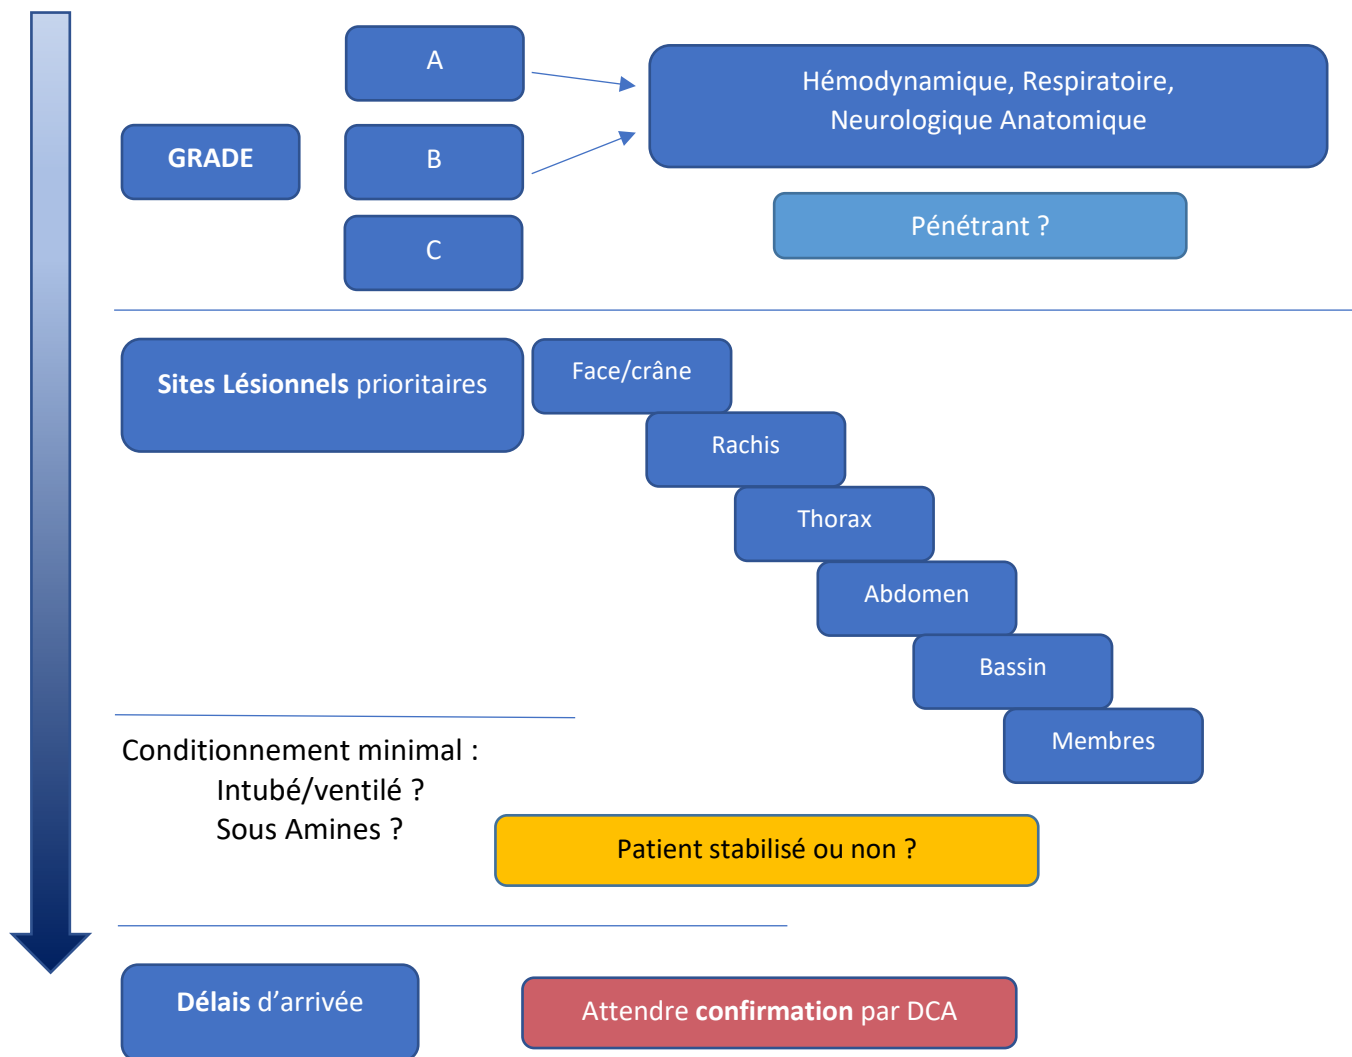 A
Hémodynamique, Respiratoire,
Neurologique Anatomique
GRADE
B
Pénétrant ?
C
Sites Lésionnels prioritaires
Face/crâne
Rachis
Thorax
Abdomen
Bassin
Membres
Conditionnement minimal :
Intubé/ventilé ?
Sous Amines ?
Patient stabilisé ou non ?
Délais d’arrivée
Attendre confirmation par DCA